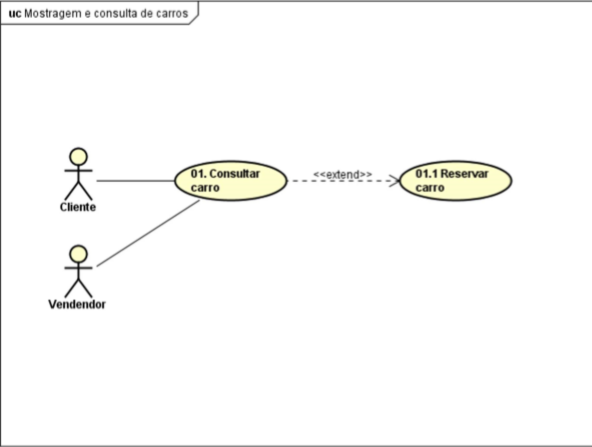 uc Mostragem e consulta de carros
01. Consultar
carro
<<extend>>
01.1 Reservar
carro
Cliente
Vendendor